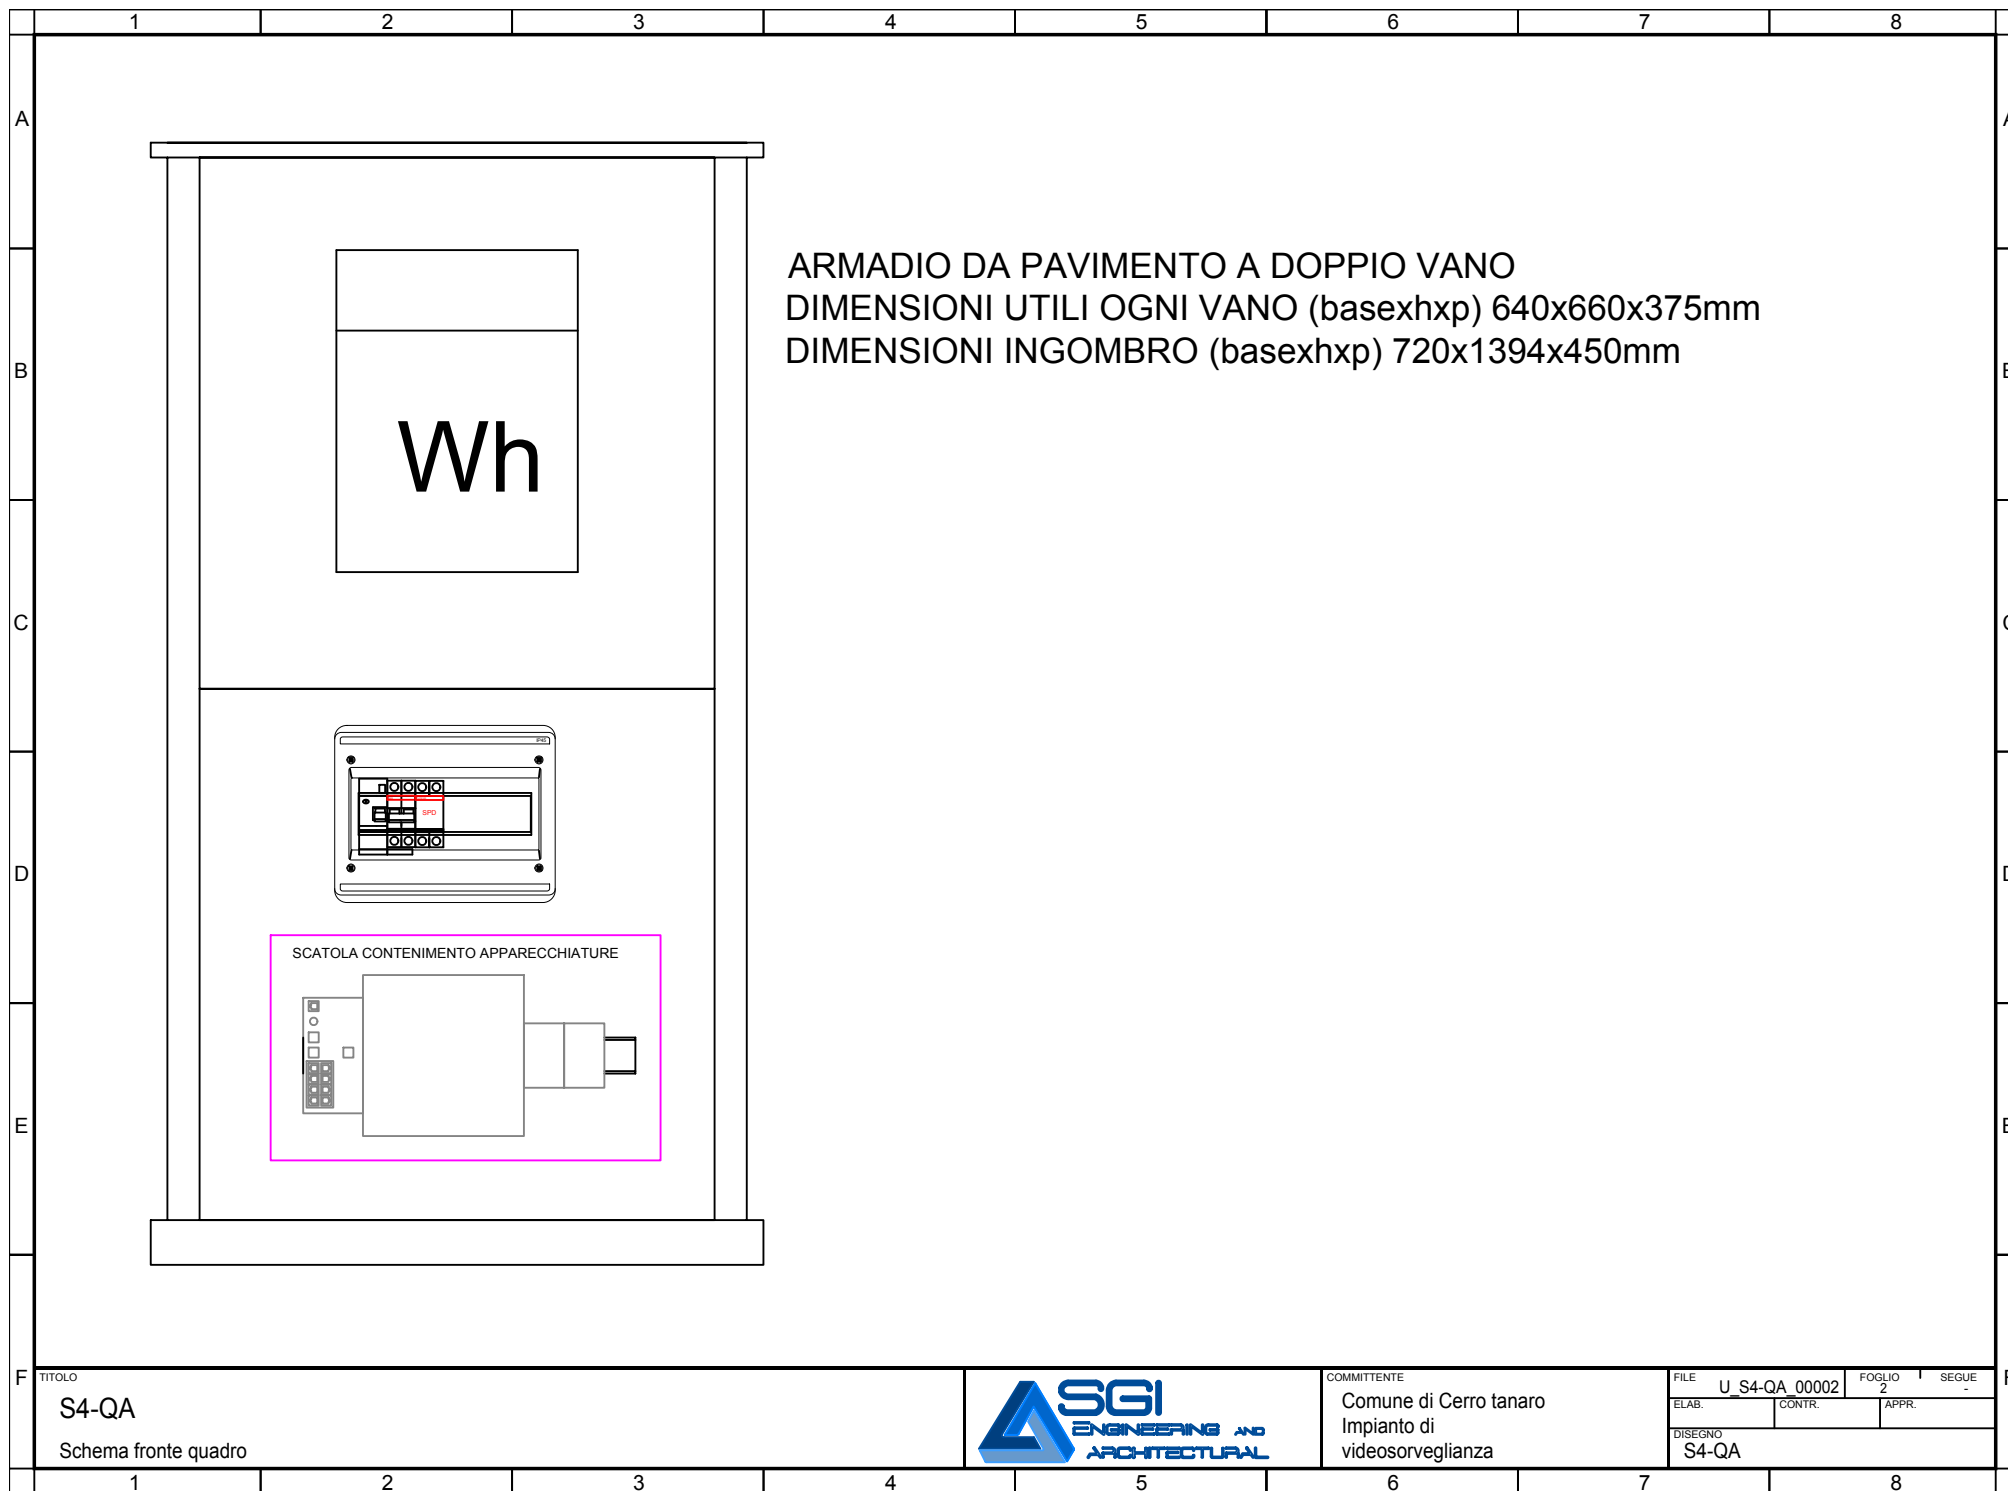 1 2 3 4 5 6 7 8
A
A
ARMADIO DA PAVIMENTO A DOPPIO VANO
DIMENSIONI UTILI OGNI VANO (basexhxp) 640x660x375mm
DIMENSIONI INGOMBRO (basexhxp) 720x1394x450mm
B
B
Wh
C
C
IP45
SPD
D
D
SCATOLA CONTENIMENTO APPARECCHIATURE
E
E
F
F
TITOLO
S4-QA
Schema fronte quadro
SGI
ENGINEERING AND
ARCHITECTURAL
COMMITTENTE
Comune di Cerro tanaro
Impianto di
videosorveglianza
FILE
U_S4-QA_00002
FOGLIO
2
SEGUE
-
ELAB.
CONTR.
APPR.
DISEGNO
S4-QA
1 2 3 4 5 6 7 8